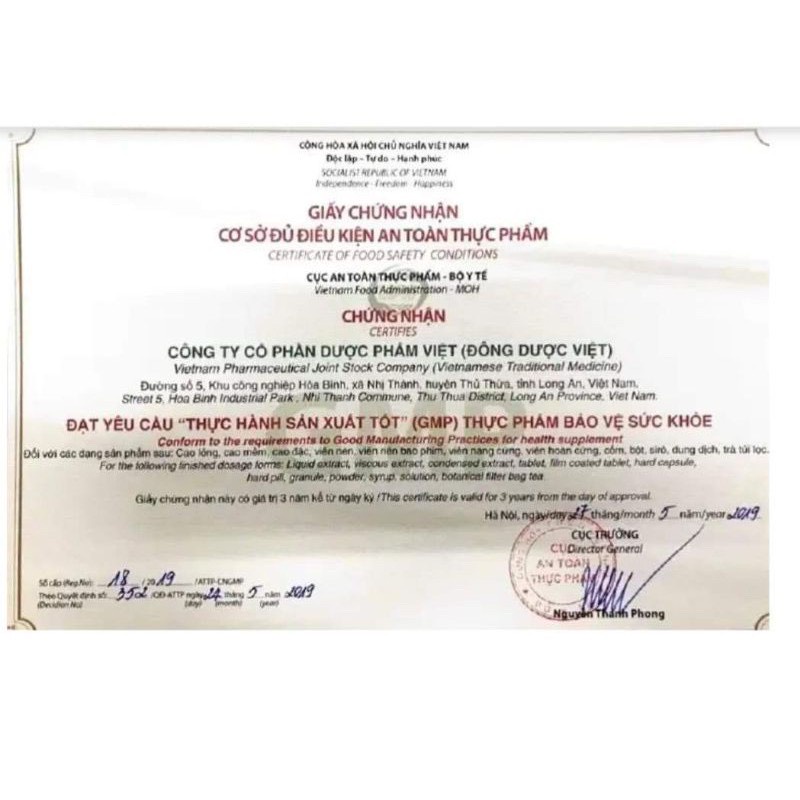 CỘNG HÒA XÃ HỘI CHỦ NGHĨA VIỆT NAM
Độc lập - Tự do - Hạnh phúc
SOCIALIST REPUBLIC OF VIETNAM
Independence - Freedom - Happiness
GIẤY CHỨNG NHẬN
CƠ SỞ ĐỦ ĐIỀU KIỆN AN TOÀN THỰC PHẨM
CERTIFICATE OF FOOD SAFETY CONDITIONS
CỤC AN TOÀN THỰC PHẨM - BỘ Y TẾ
Vietnam Food Administration - MOH
CHỨNG NHẬN
CERTIFIES
CÔNG TY CỔ PHẦN DƯỢC PHẨM VIỆT (ĐÔNG DƯỢC VIỆT)
Vietnam Pharmaceutical Joint Stock Company (Vietnamese Traditional Medicine)
Đường số 5, Khu công nghiệp Hòa Bình, xã Nhị Thành, huyện Thủ Thừa, tỉnh Long An, Việt Nam.
Street 5, Hoa Binh Industrial Park, Nhi Thanh Commune, Thu Thua District, Long An Province, Viet Nam.
GMP
ĐẠT YÊU CẦU "THỰC HÀNH SẢN XUẤT TỐT" (GMP) THỰC PHẨM BẢO VỆ SỨC KHỎE
Conform to the requirements to Good Manufacturing Practices for health supplement
Đối với các dạng sản phẩm sau: Cao lỏng, cao mềm, cao đặc, viên nén, viên nén bao phim, viên nang cứng, viên hoàn cứng, cốm, bột, sirô, dung dịch, trà túi lọc.
For the following finished dosage forms: Liquid extract, viscous extract, condensed extract, tablet, film coated tablet, hard capsule,
hard pill, granule, powder, syrup, solution, botanical filter bag tea.
Giấy chứng nhận này có giá trị 3 năm kể từ ngày ký /This certificate is valid for 3 years from the day of approval.
Hà Nội, ngày/day 27 tháng/month 5 năm/year 2019
CỤC TRƯỞNG
Director General
CỤC
AN TOÀN
THỰC PHẨM
Số cấp (Reg.No): 18 /2019 /ATTP-CNGMP
Theo Quyết định số: 352 /QĐ-ATTP ngày 27 tháng 5 năm 2019
(Decision No) (day) (month) (year)
Nguyễn Thanh Phong